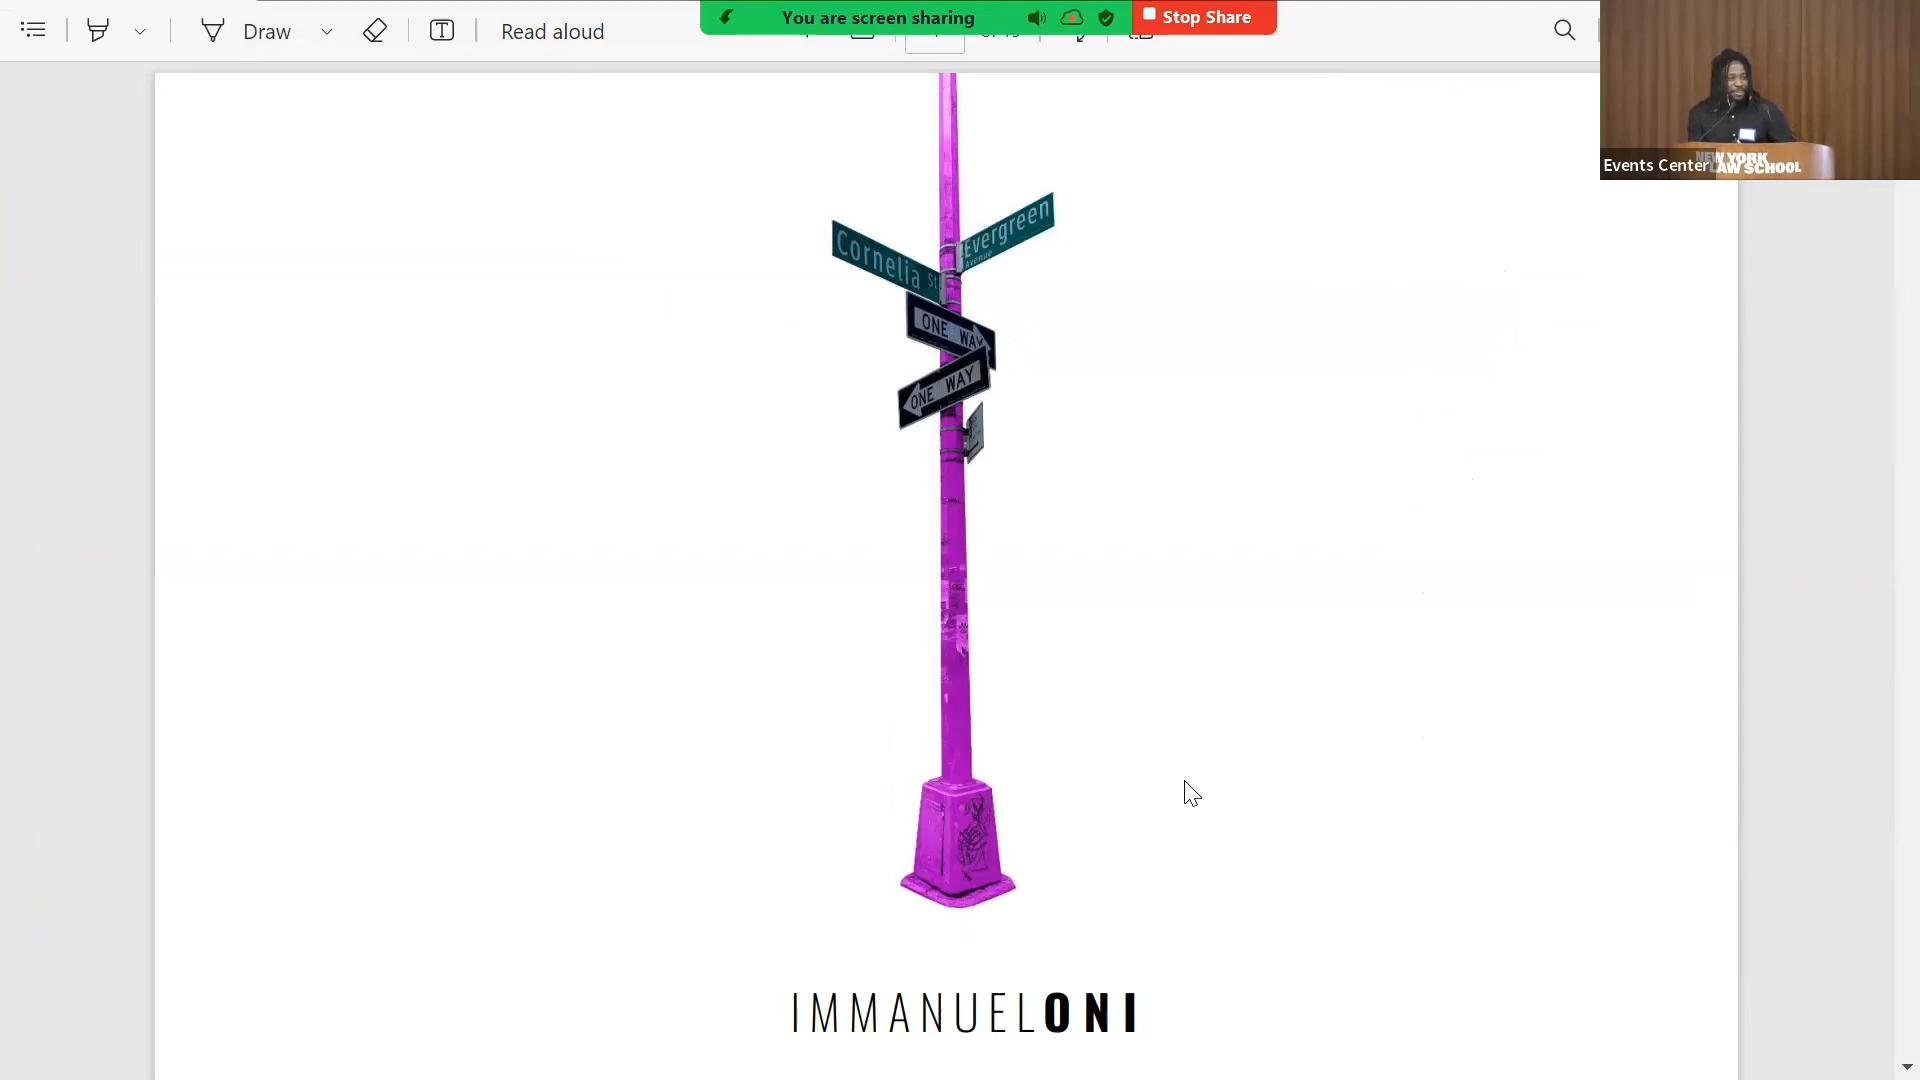 Draw
Read aloud
You are screen sharing
Stop Share
Events Center
NEW YORK
LAW SCHOOL
Evergreen
Avenue
Cornelia St
ONE WAY
ONE WAY
IMMANUELONI